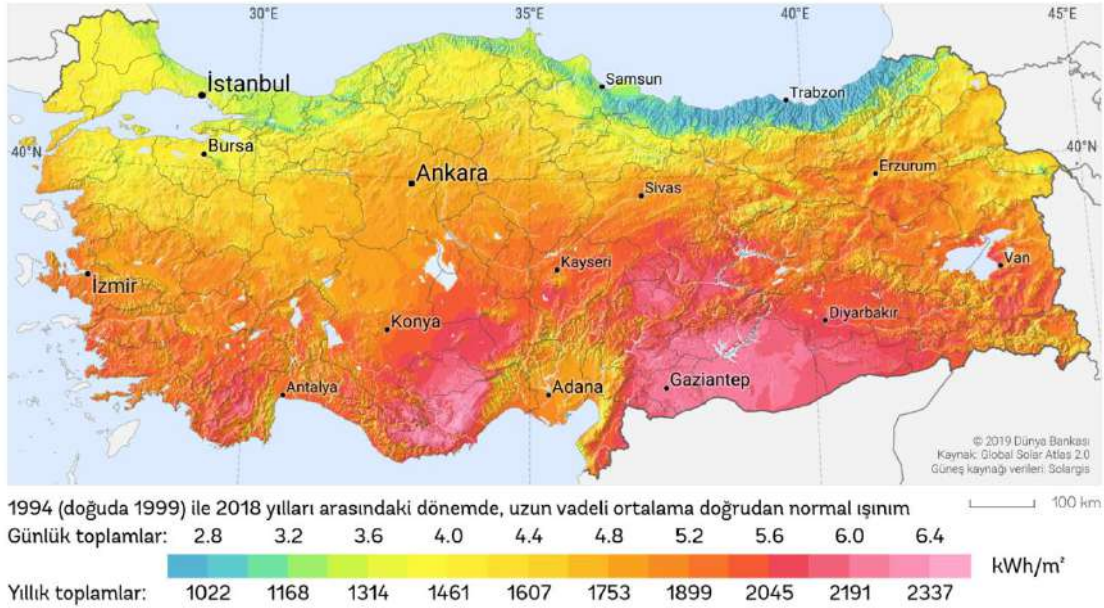 30°E 35°E 40°E 45°E
İstanbul
Samsun
Trabzon
Bursa
40°N 40°N
Ankara
Erzurum
Sivas
Kayseri
Van
İzmir
Konya
Diyarbakır
Antalya
Adana
Gaziantep
© 2019 Dünya Bankası
Kaynak: Global Solar Atlas 2.0
Güneş kaynağı verileri: Solargis
1994 (doğuda 1999) ile 2018 yılları arasındaki dönemde, uzun vadeli ortalama doğrudan normal ışınım
100 km
Günlük toplamlar: 2.8 3.2 3.6 4.0 4.4 4.8 5.2 5.6 6.0 6.4
kWh/m²
Yıllık toplamlar: 1022 1168 1314 1461 1607 1753 1899 2045 2191 2337